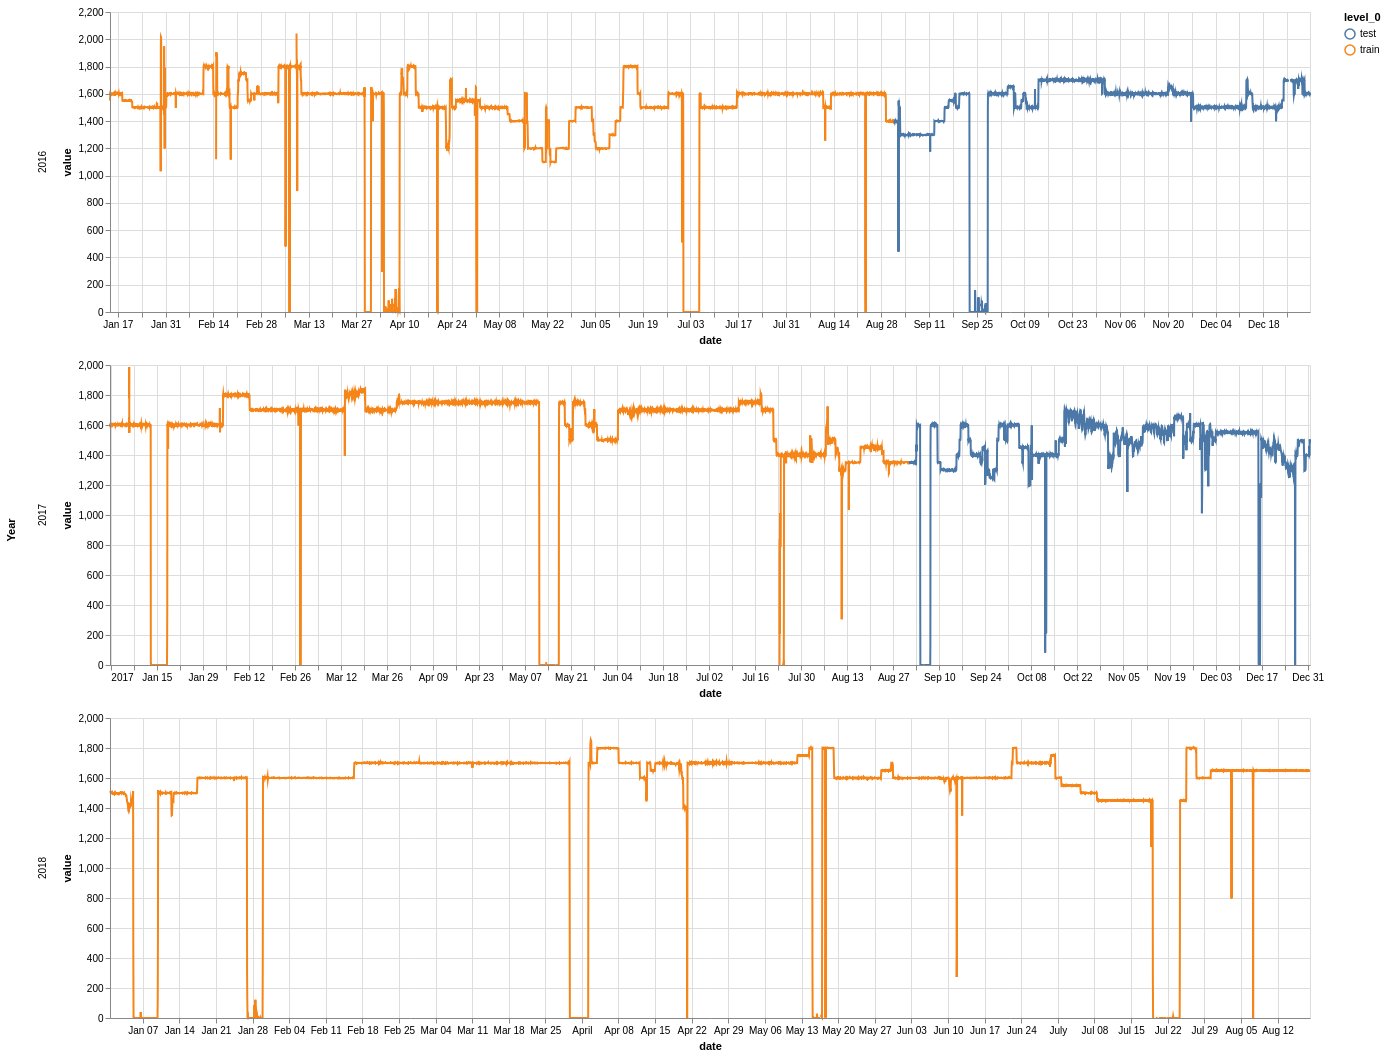 level_0
test
train
2,200
2,000
1,800
1,600
1,400
1,200
1,000
800
600
400
200
0
value
2016
Jan 17 Jan 31 Feb 14 Feb 28 Mar 13 Mar 27 Apr 10 Apr 24 May 08 May 22 Jun 05 Jun 19 Jul 03 Jul 17 Jul 31 Aug 14 Aug 28 Sep 11 Sep 25 Oct 09 Oct 23 Nov 06 Nov 20 Dec 04 Dec 18
date
2,000
1,800
1,600
1,400
1,200
1,000
800
600
400
200
0
value
2017
Year
2017 Jan 15 Jan 29 Feb 12 Feb 26 Mar 12 Mar 26 Apr 09 Apr 23 May 07 May 21 Jun 04 Jun 18 Jul 02 Jul 16 Jul 30 Aug 13 Aug 27 Sep 10 Sep 24 Oct 08 Oct 22 Nov 05 Nov 19 Dec 03 Dec 17 Dec 31
date
2,000
1,800
1,600
1,400
1,200
1,000
800
600
400
200
0
value
2018
Jan 07 Jan 14 Jan 21 Jan 28 Feb 04 Feb 11 Feb 18 Feb 25 Mar 04 Mar 11 Mar 18 Mar 25 April Apr 08 Apr 15 Apr 22 Apr 29 May 06 May 13 May 20 May 27 Jun 03 Jun 10 Jun 17 Jun 24 July Jul 08 Jul 15 Jul 22 Jul 29 Aug 05 Aug 12
date